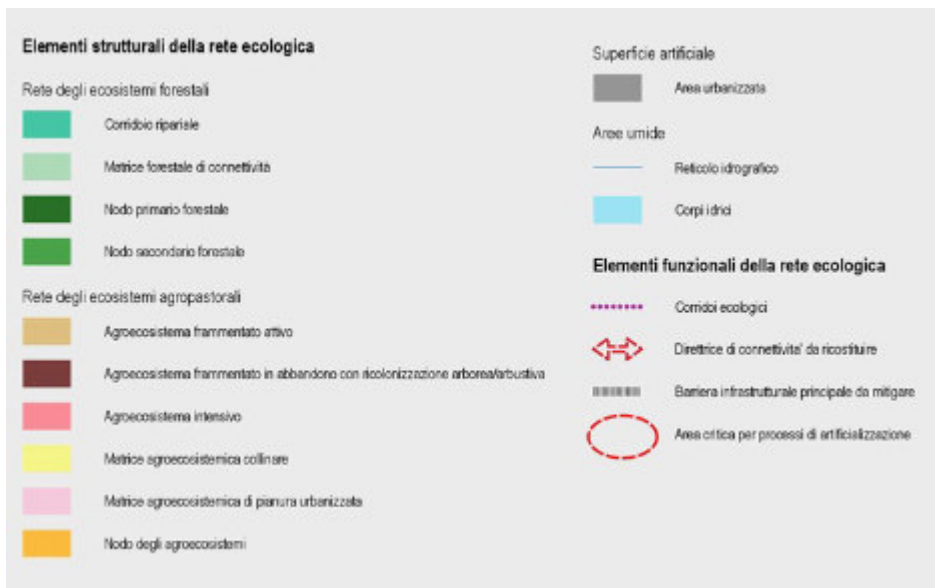 Elementi strutturali della rete ecologica
Rete degli ecosistemi forestali
Corridoio ripariale
Matrice forestale di connettività
Nodo primario forestale
Nodo secondario forestale
Rete degli ecosistemi agropastorali
Agroecosistema frammentato attivo
Agroecosistema frammentato in abbandono con ricolonizzazione arborea/arbustiva
Agroecosistema intensivo
Matrice agroecosistemica collinare
Matrice agroecosistemica di pianura urbanizzata
Nodo degli agroecosistemi
Superficie artificiale
Area urbanizzata
Aree umide
Reticolo idrografico
Corpi idrici
Elementi funzionali della rete ecologica
Corridoi ecologici
Direttrice di connettivita' da ricostituire
Barriera infrastrutturale principale da mitigare
Area critica per processi di artificializzazione